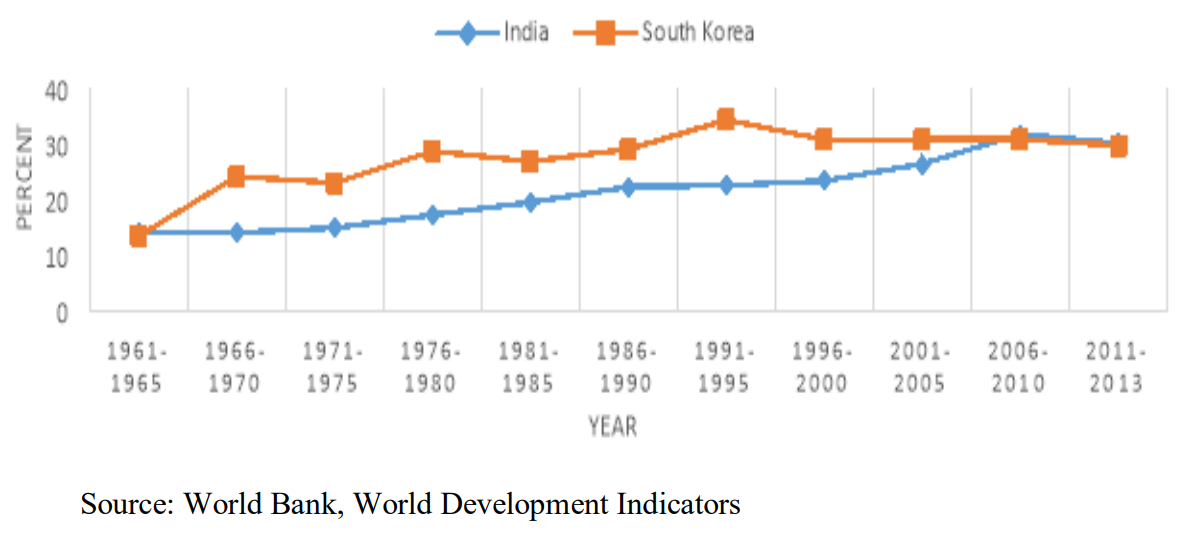 India South Korea
40
30
20
10
0
PERCENT
1961-1965 1966-1970 1971-1975 1976-1980 1981-1985 1986-1990 1991-1995 1996-2000 2001-2005 2006-2010 2011-2013
YEAR
Source: World Bank, World Development Indicators